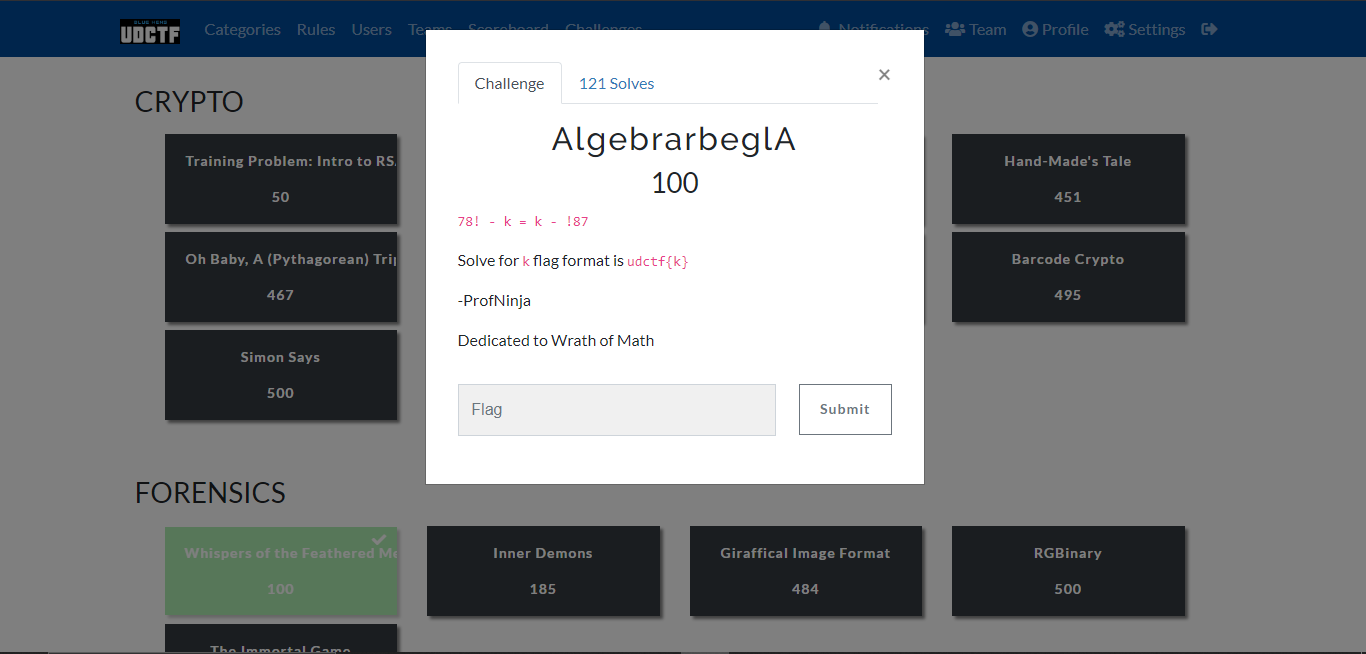 BLUE HENS
UDCTF
Categories Rules Users Teams Scoreboard Challenges Notifications Team Profile Settings
Challenge
121 Solves
×
CRYPTO
AlgebrarbeglA
100
Training Problem: Intro to RS
50
Hand-Made's Tale
451
78! - k = k - !87
Solve for k flag format is udctf{k}
-ProfNinja
Dedicated to Wrath of Math
Oh Baby, A (Pythagorean) Trip
467
Barcode Crypto
495
Simon Says
500
Flag
Submit
FORENSICS
Whispers of the Feathered Me
100
Inner Demons
185
Giraffical Image Format
484
RGBinary
500
The Immortal Game